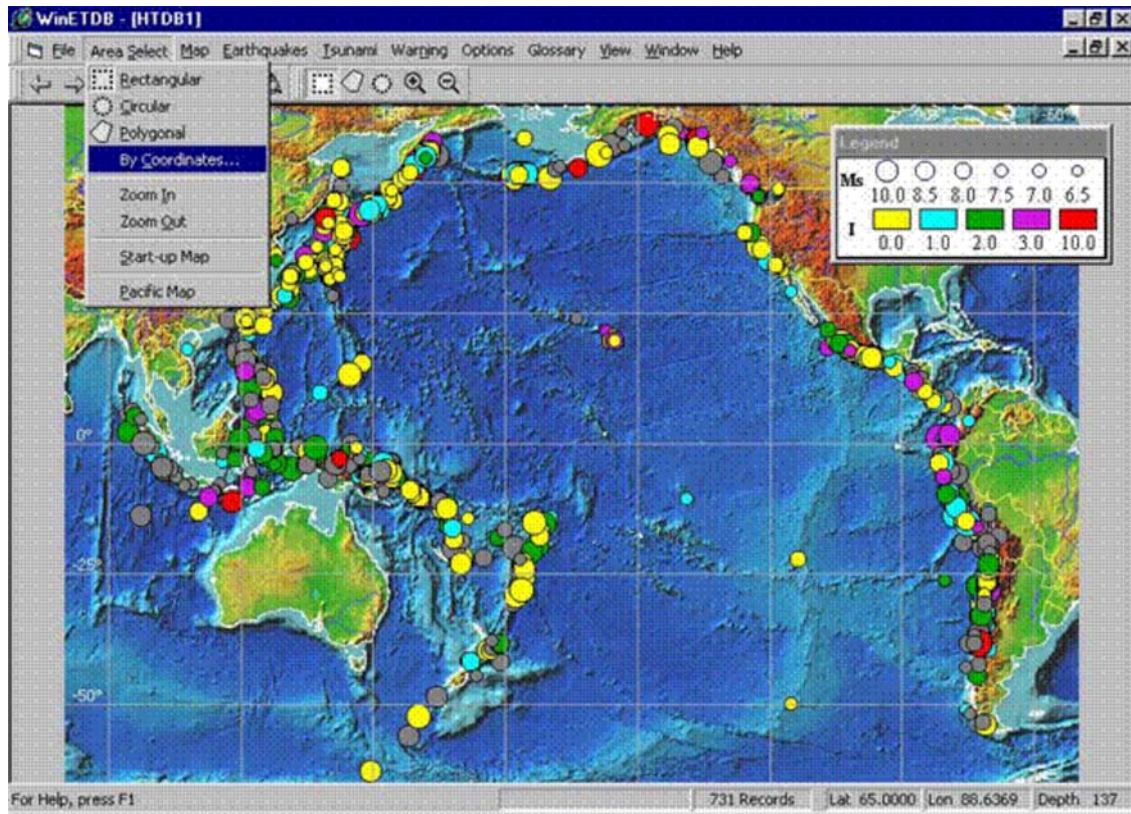 WinETDB - [HTDB1]
File Area Select Map Earthquakes Tsunami Warning Options Glossary View Window Help
Rectangular
Circular
Polygonal
By Coordinates...
Zoom In
Zoom Out
Start-up Map
Pacific Map
-180
Legend
Ms
10.0 8.5 8.0 7.5 7.0 6.5
I
0.0 1.0 2.0 3.0 10.0
0°
-25°
-50°
For Help, press F1
731 Records
Lat 65.0000 Lon 88.6369 Depth 137